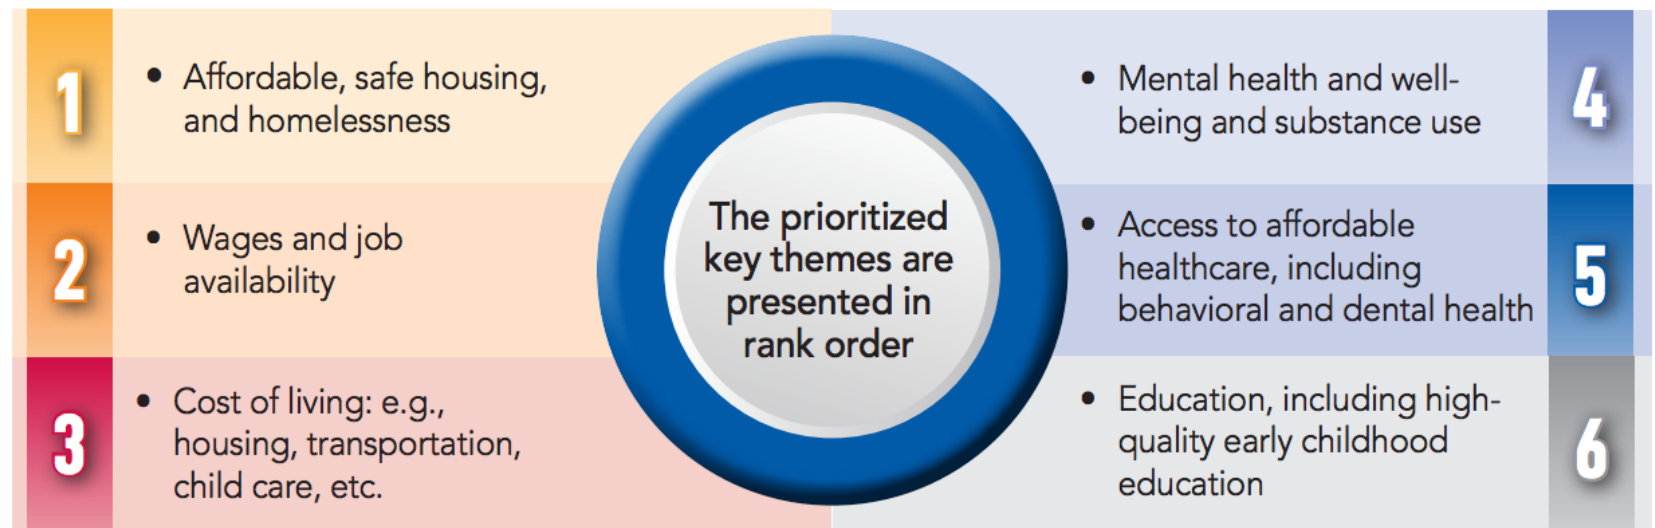 1
• Affordable, safe housing,
and homelessness
2
• Wages and job
availability
3
• Cost of living: e.g.,
housing, transportation,
child care, etc.
The prioritized
key themes are
presented in
rank order
4
• Mental health and well-
being and substance use
5
• Access to affordable
healthcare, including
behavioral and dental health
6
• Education, including high-
quality early childhood
education